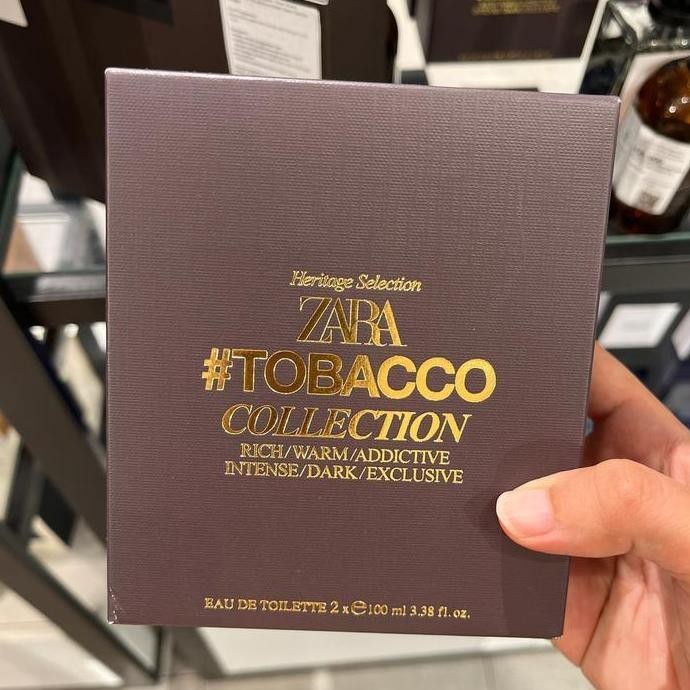 Heritage Selection
ZARA
#TOBACCO
COLLECTION
RICH/WARM/ADDICTIVE
INTENSE/DARK/EXCLUSIVE
EAU DE TOILETTE 2 x ℮100 ml 3.38 fl. oz.